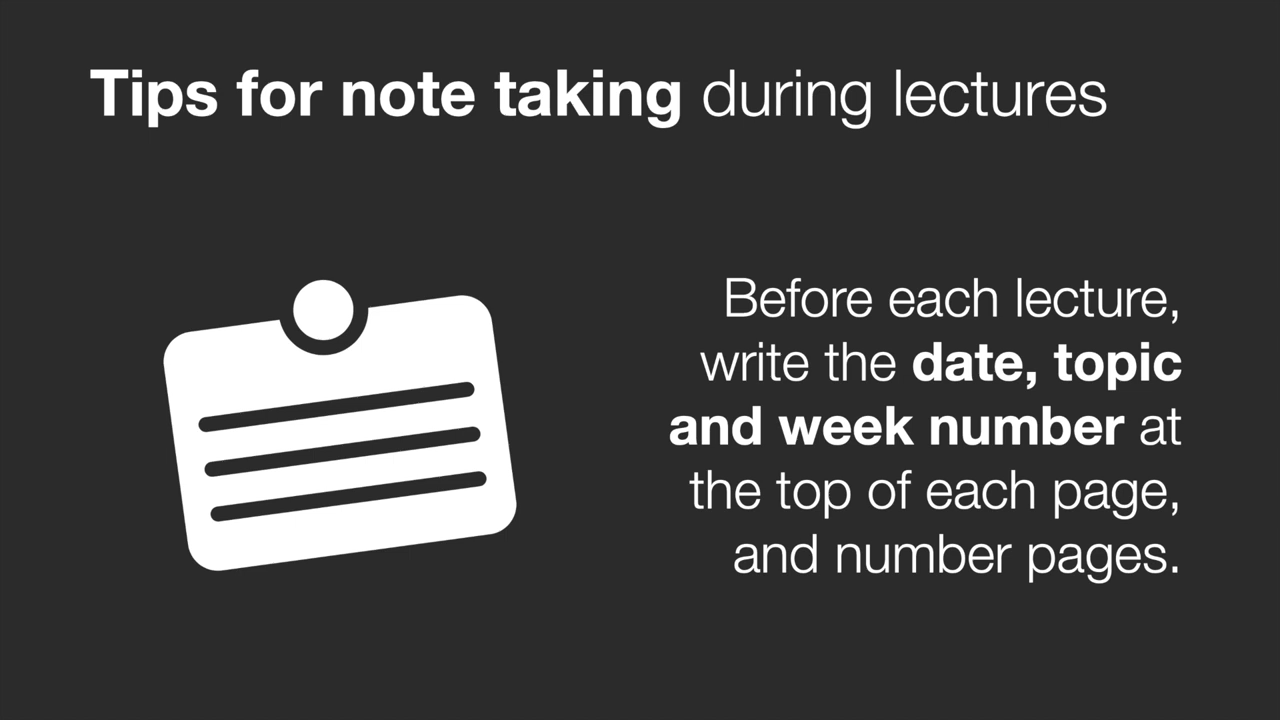 Tips for note taking during lectures
Before each lecture,
write the date, topic
and week number at
the top of each page,
and number pages.